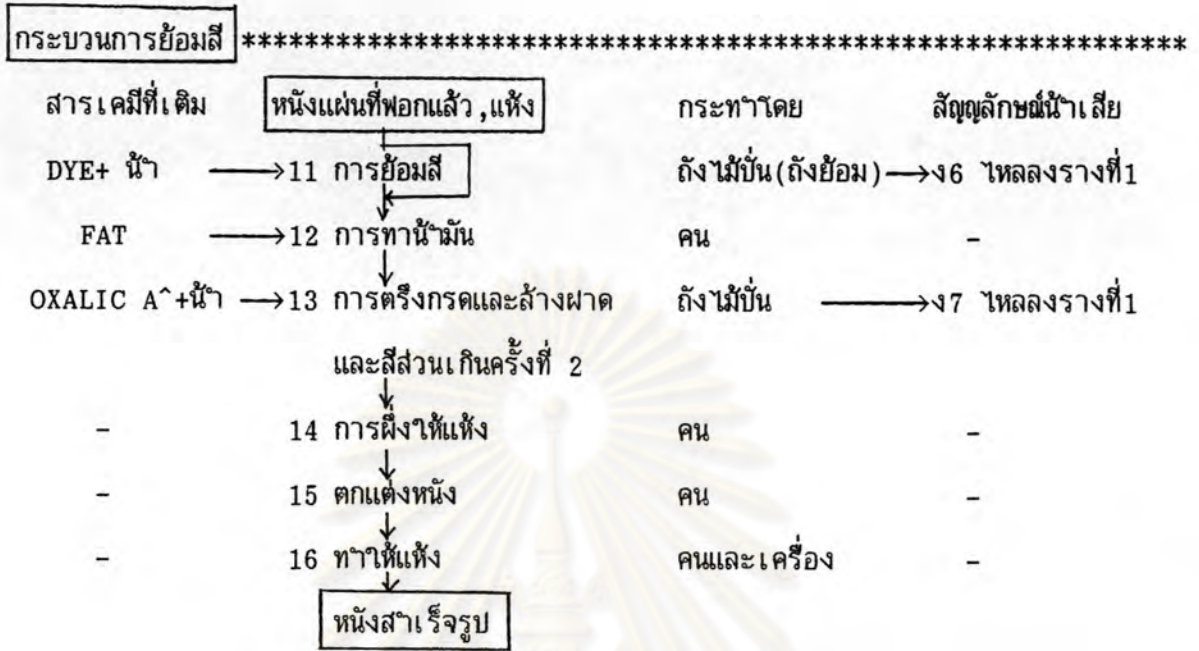 กระบวนการย้อมสี ************************************************************
สารเคมีที่เติม หนังแผ่นที่ฟอกแล้ว,แห้ง กระทำโดย สัญญลักษณ์น้ำเสีย
DYE+ น้ำ ⟶11 การย้อมสี ถังไม้ปั่น(ถังย้อม)⟶ง6 ไหลลงรางที่1
FAT ⟶12 การทาน้ำมัน คน -
OXALIC A^+น้ำ ⟶13 การตรึงกรดและล้างฝาด ถังไม้ปั่น ⟶ง7 ไหลลงรางที่1
และสีส่วนเกินครั้งที่ 2
- 14 การผึ่งให้แห้ง คน -
- 15 ตกแต่งหนัง คน -
- 16 ทำให้แห้ง คนและเครื่อง -
หนังสำเร็จรูป